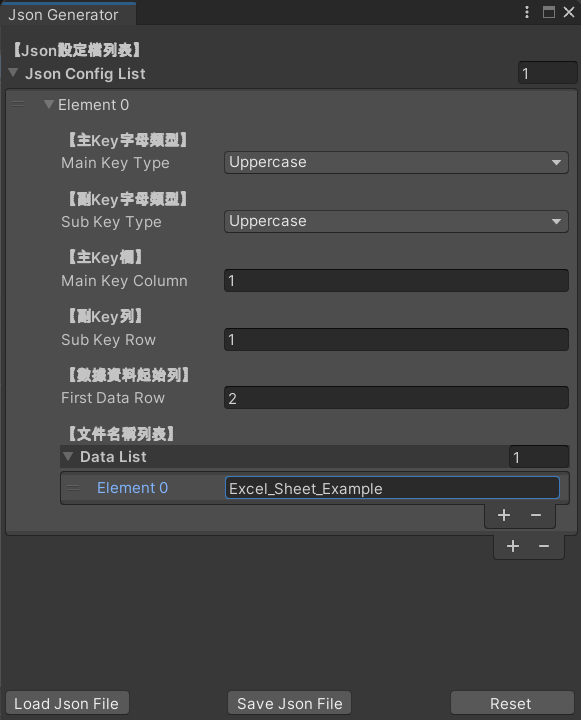 Json Generator
【Json設定檔列表】
Json Config List 1
Element 0
【主Key字母類型】
Main Key Type Uppercase
【副Key字母類型】
Sub Key Type Uppercase
【主Key欄】
Main Key Column 1
【副Key列】
Sub Key Row 1
【數據資料起始列】
First Data Row 2
【文件名稱列表】
Data List 1
Element 0 Excel_Sheet_Example
Load Json File Save Json File Reset